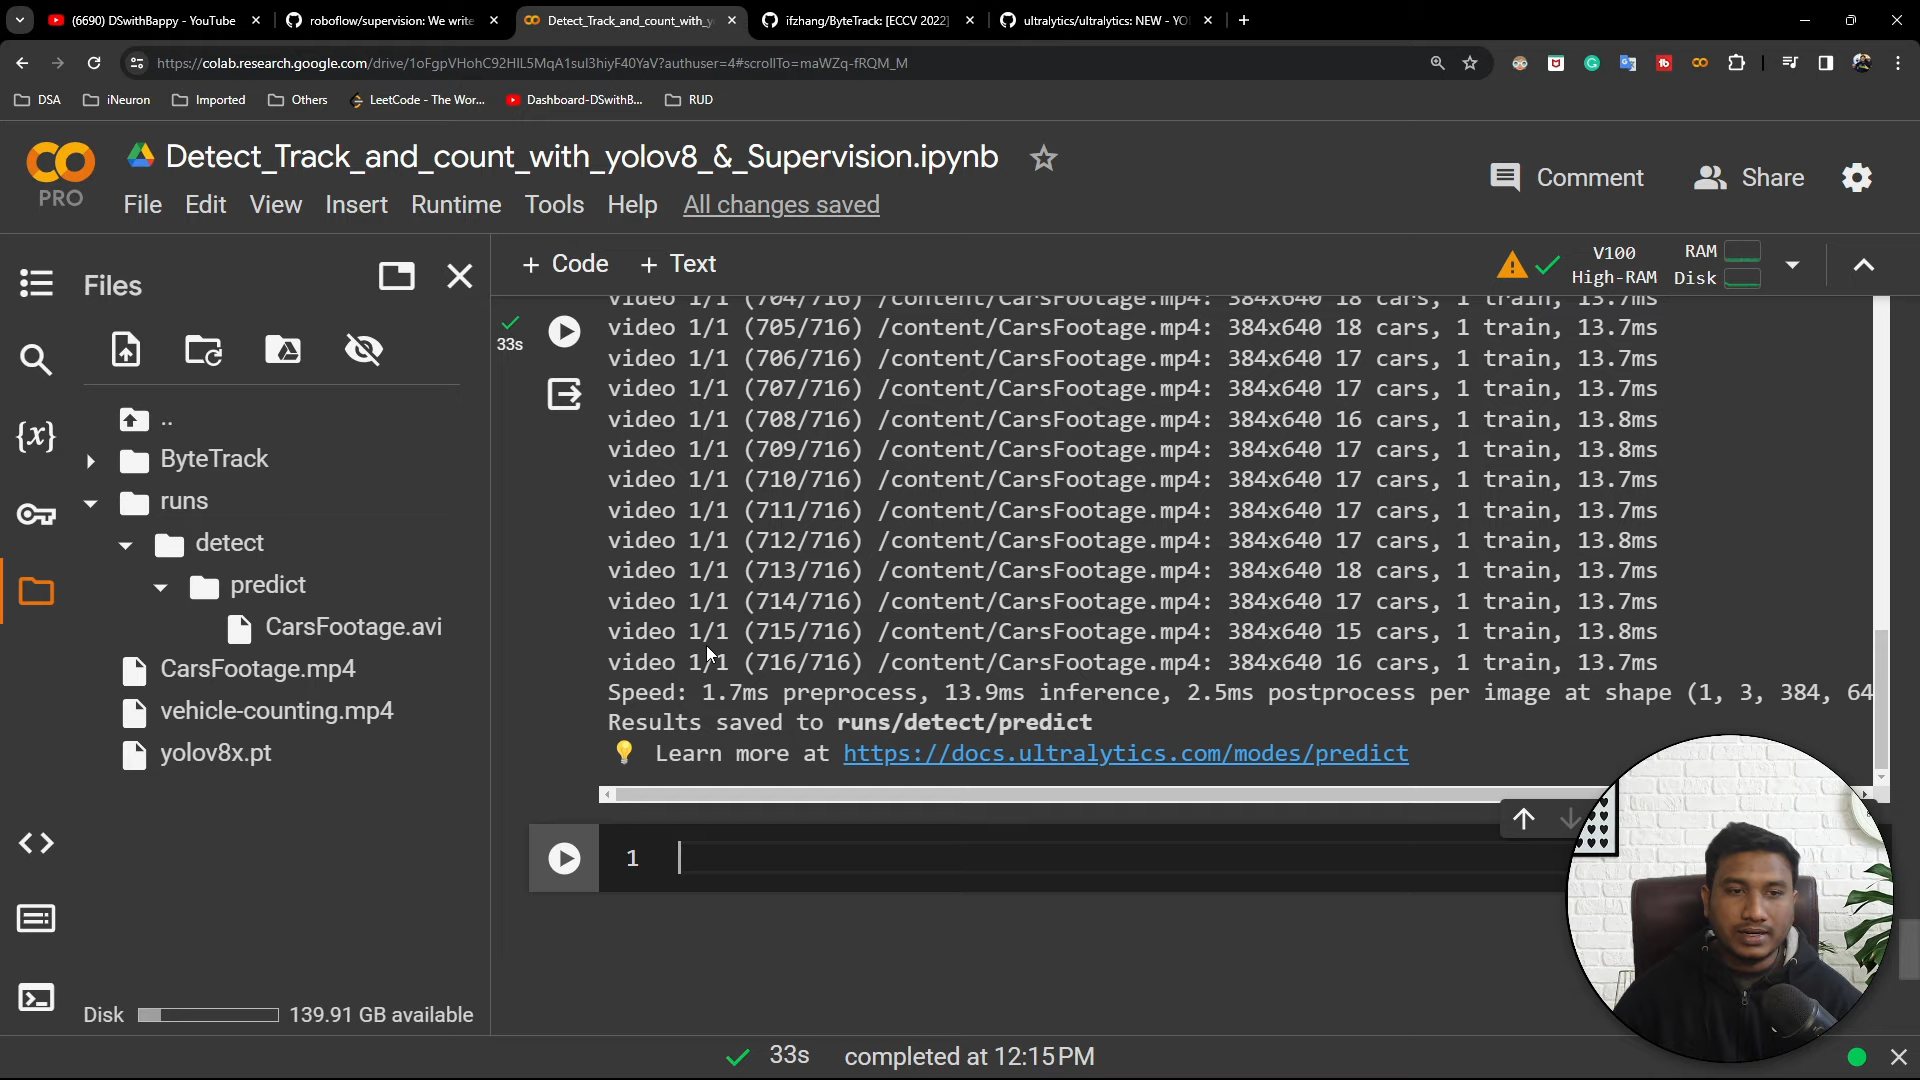 (6690) DSwithBappy - YouTube
roboflow/supervision: We write
Detect_Track_and_count_with_y
ifzhang/ByteTrack: [ECCV 2022]
ultralytics/ultralytics: NEW - YO
https://colab.research.google.com/drive/1oFgpVHohC92HIL5MqA1sul3hiyF40YaV?authuser=4#scrollTo=maWZq-fRQM_M
DSA
iNeuron
Imported
Others
LeetCode - The Wor...
Dashboard-DSwithB...
RUD
CO
PRO
Detect_Track_and_count_with_yolov8_&_Supervision.ipynb
Comment
Share
File Edit View Insert Runtime Tools Help All changes saved
Files
+ Code + Text
V100
High-RAM
RAM
Disk
..
ByteTrack
runs
detect
predict
CarsFootage.avi
CarsFootage.mp4
vehicle-counting.mp4
yolov8x.pt
{x}
Disk 139.91 GB available
33s
video 1/1 (704/716) /content/CarsFootage.mp4: 384x640 18 cars, 1 train, 13.7ms
video 1/1 (705/716) /content/CarsFootage.mp4: 384x640 18 cars, 1 train, 13.7ms
video 1/1 (706/716) /content/CarsFootage.mp4: 384x640 17 cars, 1 train, 13.7ms
video 1/1 (707/716) /content/CarsFootage.mp4: 384x640 17 cars, 1 train, 13.7ms
video 1/1 (708/716) /content/CarsFootage.mp4: 384x640 16 cars, 1 train, 13.8ms
video 1/1 (709/716) /content/CarsFootage.mp4: 384x640 17 cars, 1 train, 13.8ms
video 1/1 (710/716) /content/CarsFootage.mp4: 384x640 17 cars, 1 train, 13.7ms
video 1/1 (711/716) /content/CarsFootage.mp4: 384x640 17 cars, 1 train, 13.7ms
video 1/1 (712/716) /content/CarsFootage.mp4: 384x640 17 cars, 1 train, 13.8ms
video 1/1 (713/716) /content/CarsFootage.mp4: 384x640 18 cars, 1 train, 13.7ms
video 1/1 (714/716) /content/CarsFootage.mp4: 384x640 17 cars, 1 train, 13.7ms
video 1/1 (715/716) /content/CarsFootage.mp4: 384x640 15 cars, 1 train, 13.8ms
video 1/1 (716/716) /content/CarsFootage.mp4: 384x640 16 cars, 1 train, 13.7ms
Speed: 1.7ms preprocess, 13.9ms inference, 2.5ms postprocess per image at shape (1, 3, 384, 64
Results saved to runs/detect/predict
Learn more at https://docs.ultralytics.com/modes/predict
1
33s completed at 12:15 PM